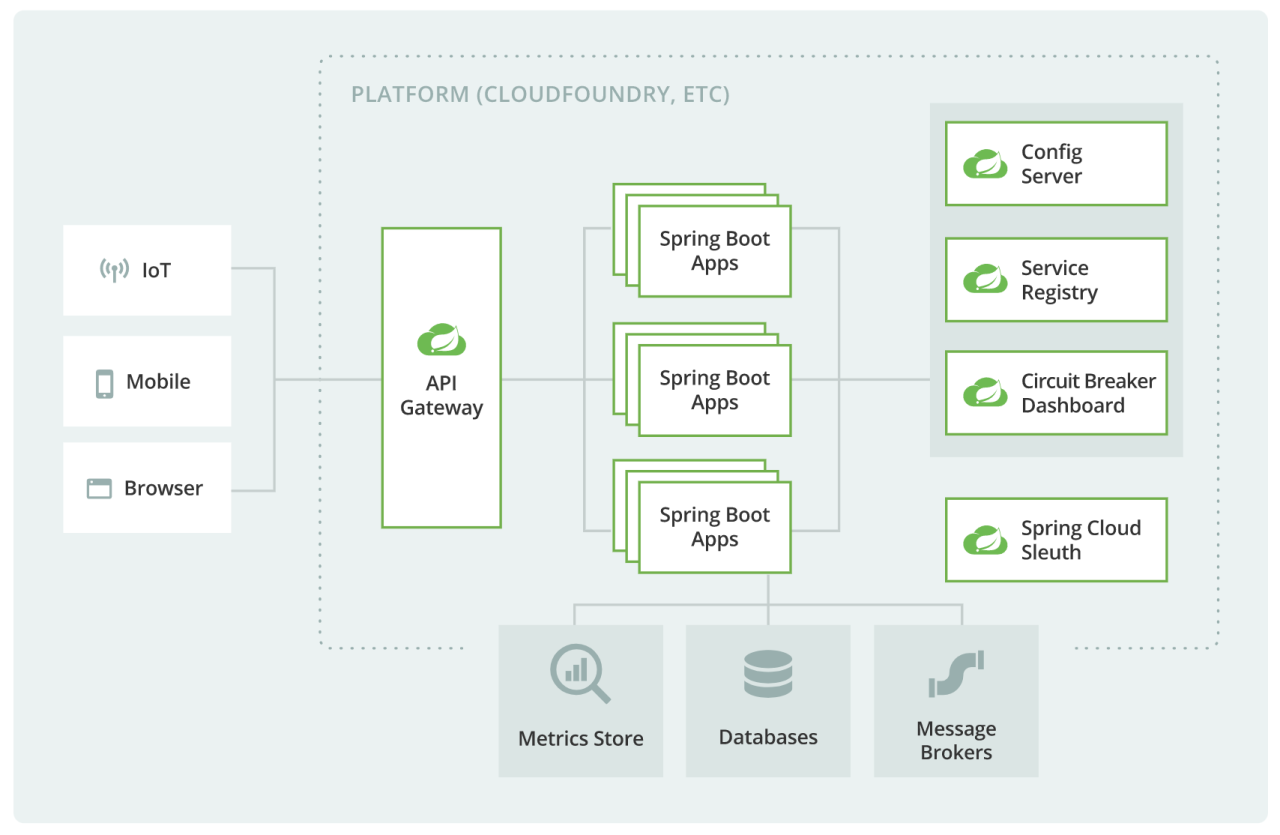 PLATFORM (CLOUDFOUNDRY, ETC)
IoT
Mobile
Browser
API
Gateway
Spring Boot
Apps
Spring Boot
Apps
Spring Boot
Apps
Config
Server
Service
Registry
Circuit Breaker
Dashboard
Spring Cloud
Sleuth
Metrics Store
Databases
Message
Brokers